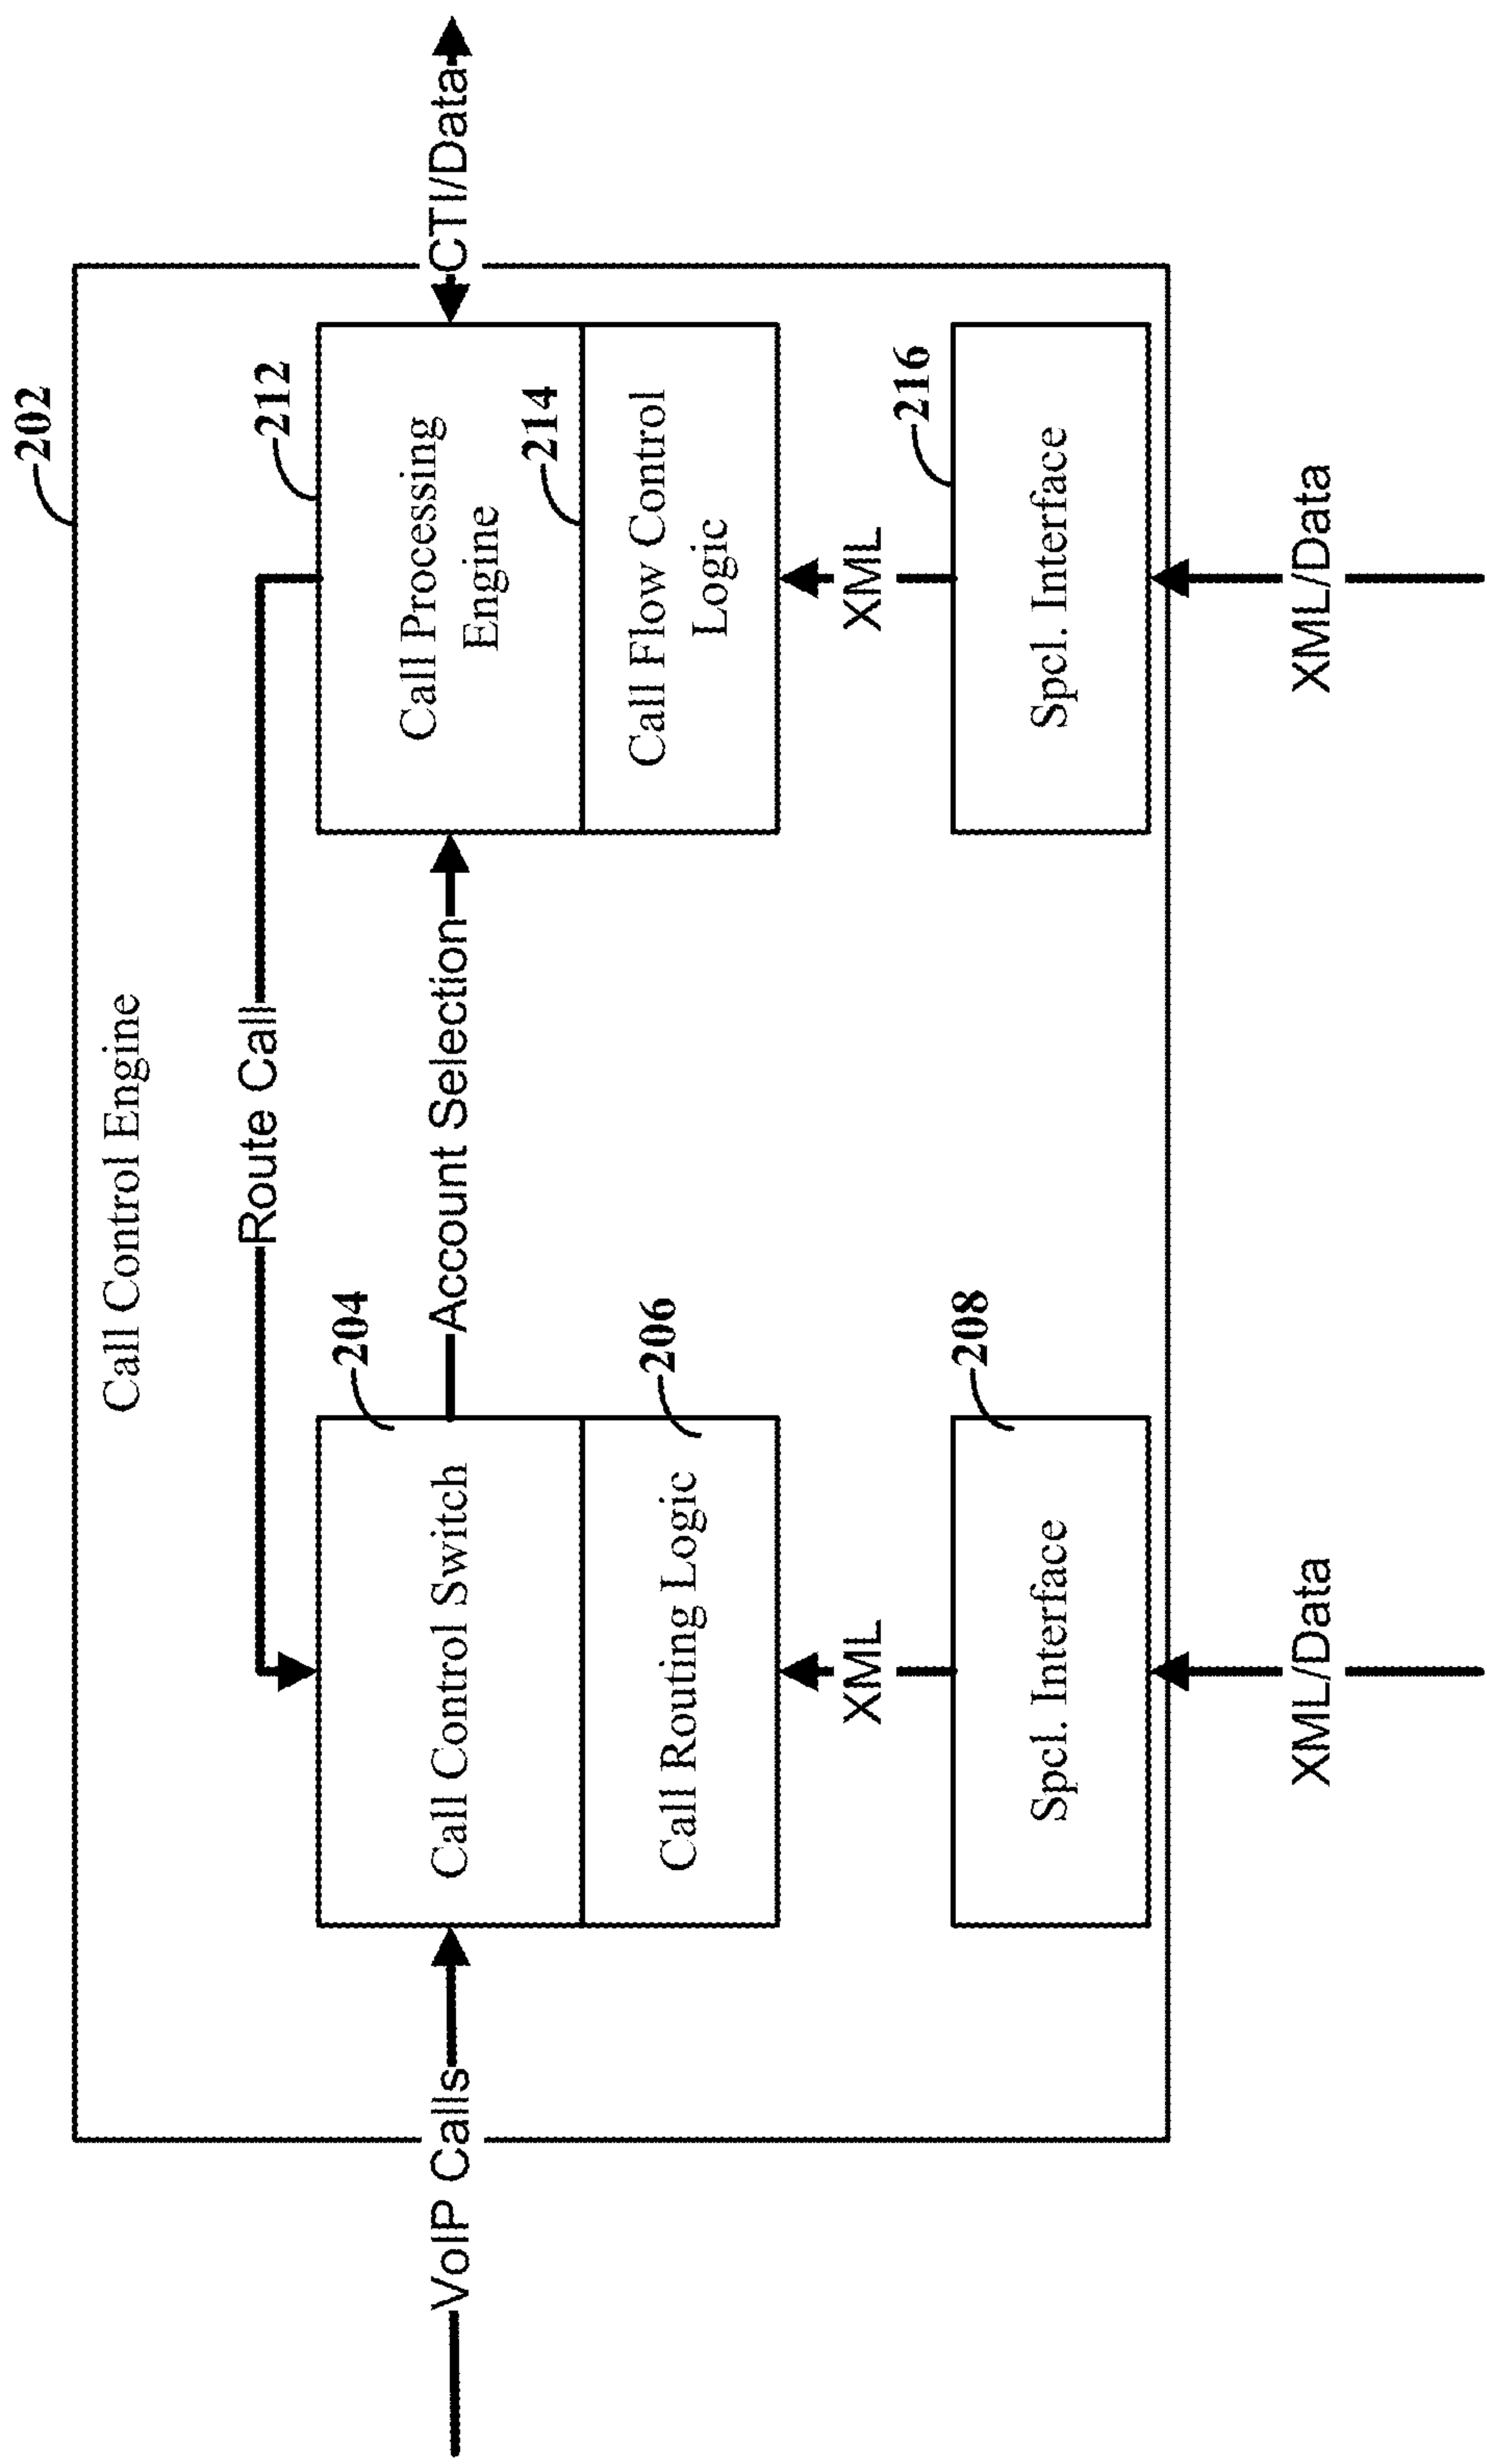 202
Call Control Engine
Route Call
212
204
VoIP Calls
Call Control Switch
Account Selection
Call Processing
Engine
CTI/Data
214
206
Call Routing Logic
Call Flow Control
Logic
XML
XML
208
216
Spcl. Interface
Spcl. Interface
XML/Data
XML/Data